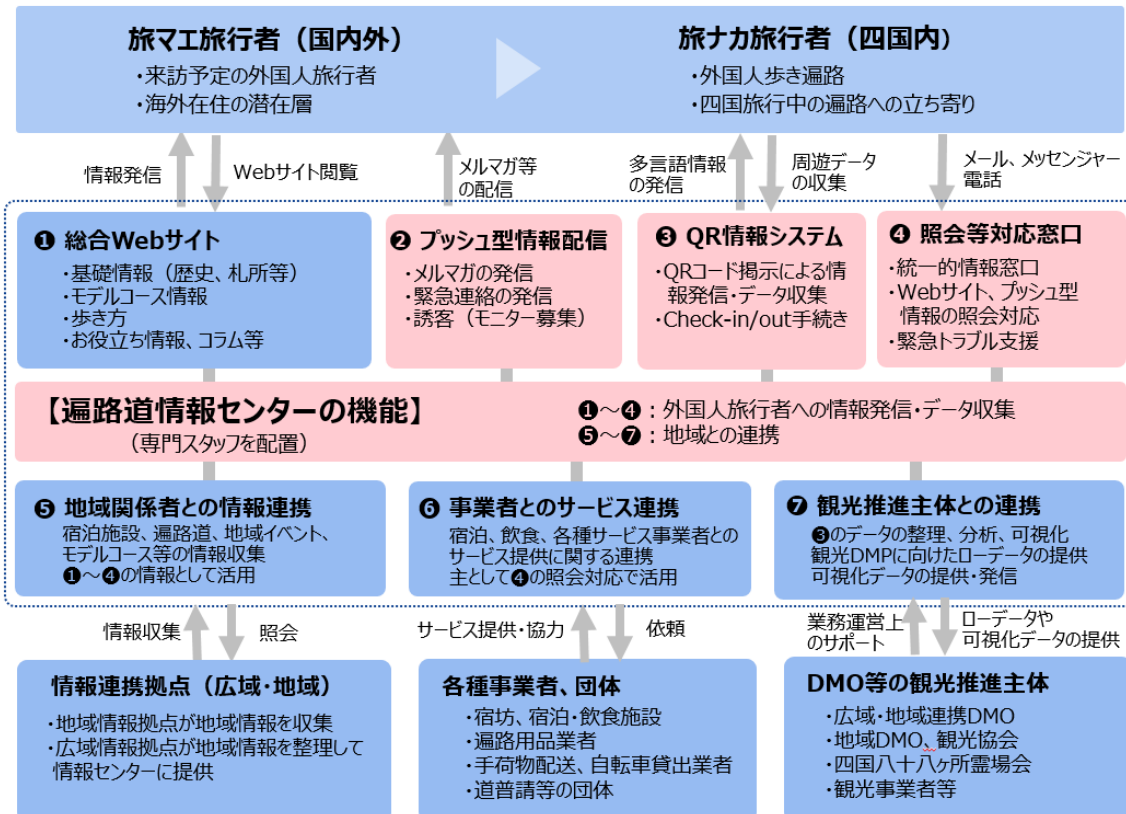 旅マエ旅行者（国内外）
・来訪予定の外国人旅行者
・海外在住の潜在層
旅ナカ旅行者（四国内）
・外国人歩き遍路
・四国旅行中の遍路への立ち寄り
情報発信
Webサイト閲覧
メルマガ等
の配信
多言語情報
の発信
周遊データ
の収集
メール、メッセンジャー
電話
❶ 総合Webサイト
・基礎情報（歴史、札所等）
・モデルコース情報
・歩き方
・お役立ち情報、コラム等
❷ プッシュ型情報配信
・メルマガの発信
・緊急連絡の発信
・誘客（モニター募集）
❸ QR情報システム
・QRコード掲示による情
報発信・データ収集
・Check-in/out手続き
❹ 照会等対応窓口
・統一的情報窓口
・Webサイト、プッシュ型
情報の照会対応
・緊急トラブル支援
【遍路道情報センターの機能】
（専門スタッフを配置）
❶～❹：外国人旅行者への情報発信・データ収集
❺～❼：地域との連携
❺ 地域関係者との情報連携
宿泊施設、遍路道、地域イベント、
モデルコース等の情報収集
❶～❹の情報として活用
❻ 事業者とのサービス連携
宿泊、飲食、各種サービス事業者との
サービス提供に関する連携
主として❹の照会対応で活用
❼ 観光推進主体との連携
❸のデータの整理、分析、可視化
観光DMPに向けたローデータの提供
可視化データの提供・発信
情報収集
照会
サービス提供・協力
依頼
業務運営上
のサポート
ローデータや
可視化データの提供
情報連携拠点（広域・地域）
・地域情報拠点が地域情報を収集
・広域情報拠点が地域情報を整理して
情報センターに提供
各種事業者、団体
・宿坊、宿泊・飲食施設
・遍路用品業者
・手荷物配送、自転車貸出業者
・道普請等の団体
DMO等の観光推進主体
・広域・地域連携DMO
・地域DMO、観光協会
・四国八十八ヶ所霊場会
・観光事業者等